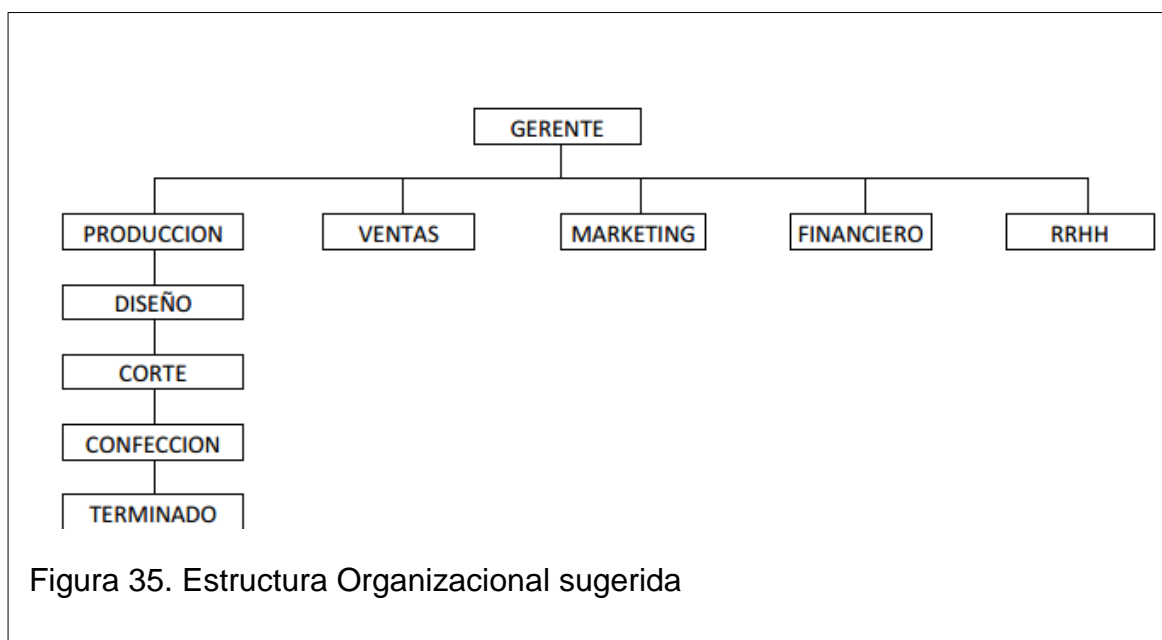 GERENTE
PRODUCCION
VENTAS
MARKETING
FINANCIERO
RRHH
DISEÑO
CORTE
CONFECCION
TERMINADO
Figura 35. Estructura Organizacional sugerida